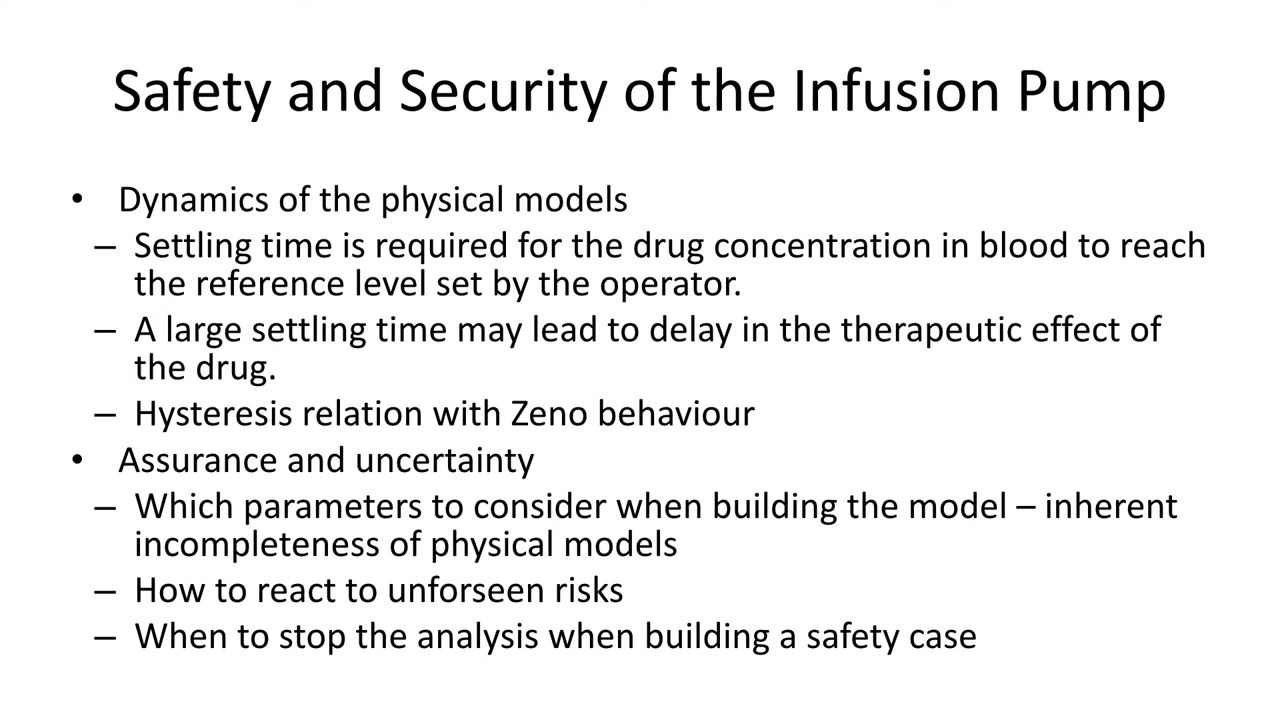 Safety and Security of the Infusion Pump
• Dynamics of the physical models
– Settling time is required for the drug concentration in blood to reach
the reference level set by the operator.
– A large settling time may lead to delay in the therapeutic effect of
the drug.
– Hysteresis relation with Zeno behaviour
• Assurance and uncertainty
– Which parameters to consider when building the model – inherent
incompleteness of physical models
– How to react to unforseen risks
– When to stop the analysis when building a safety case